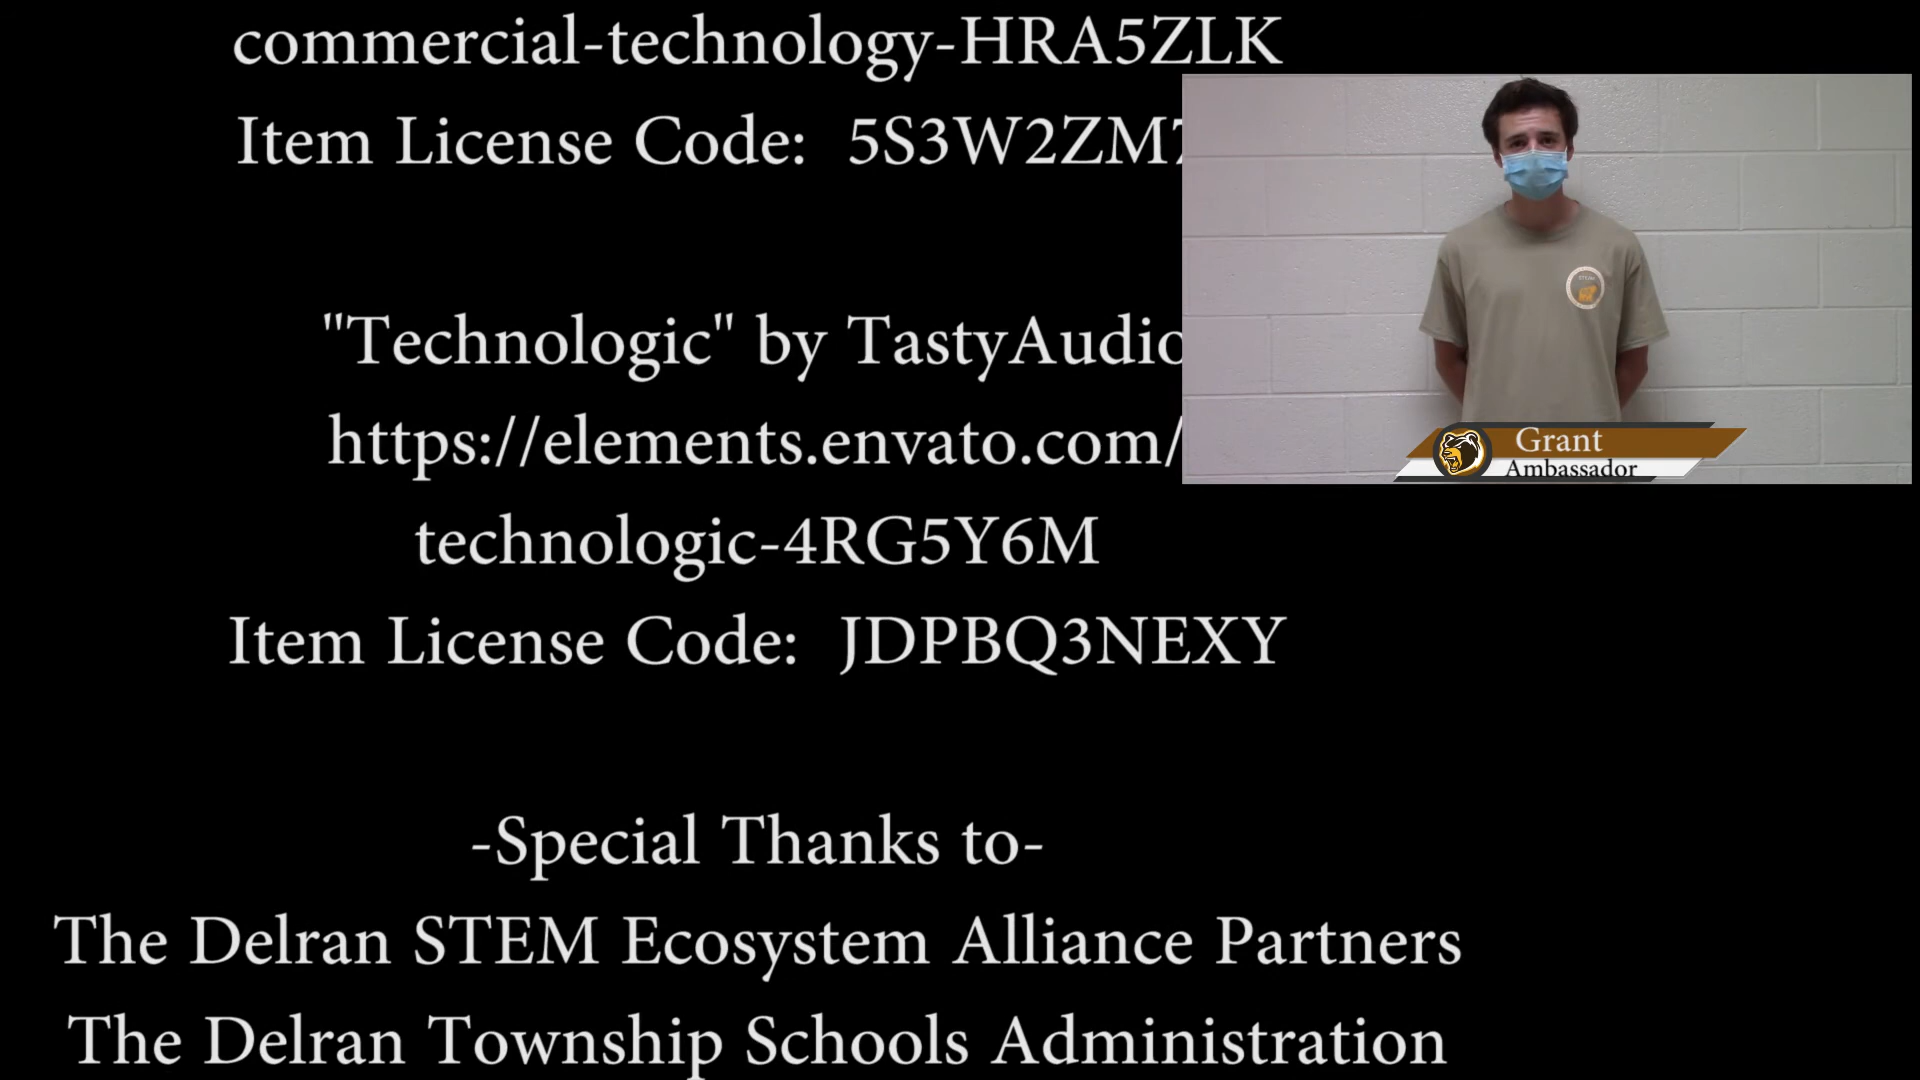 commercial-technology-HRA5ZLK
Item License Code: 5S3W2ZM7
"Technologic" by TastyAudio
https://elements.envato.com/
technologic-4RG5Y6M
Item License Code: JDPBQ3NEXY
-Special Thanks to-
The Delran STEM Ecosystem Alliance Partners
The Delran Township Schools Administration
Grant
Ambassador